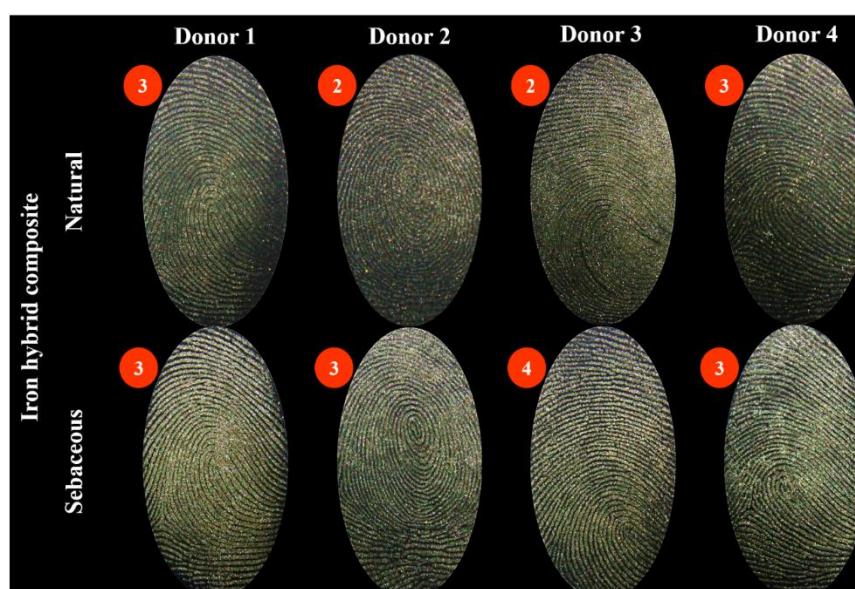 Donor 1 Donor 2 Donor 3 Donor 4
Iron hybrid composite
Natural
3 2 2 3
Sebaceous
3 3 4 3